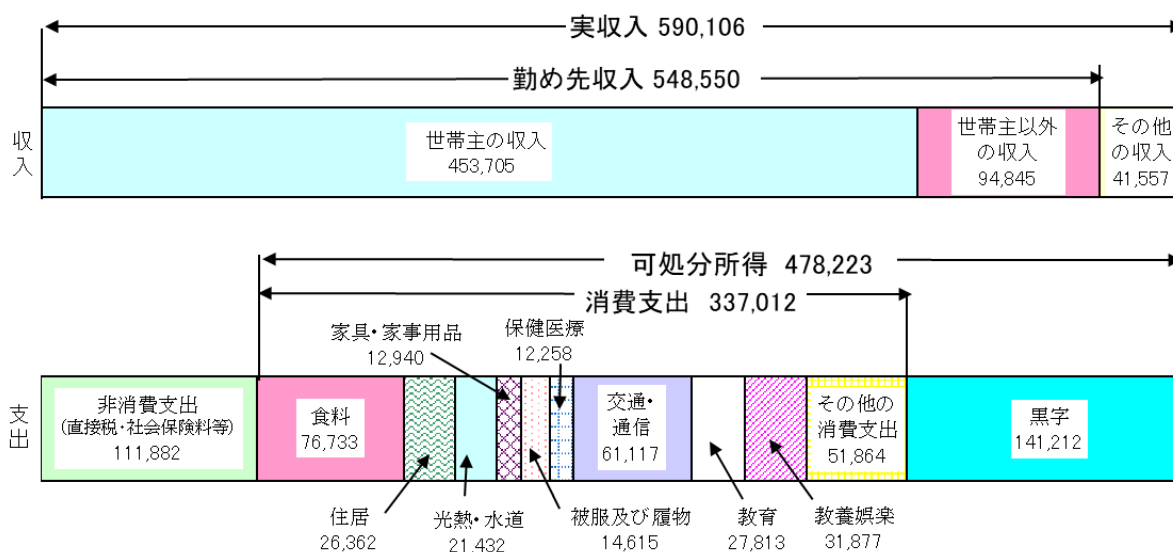 実収入 590,106
勤め先収入 548,550
収
入
世帯主の収入
453,705
世帯主以外
の収入
94,845
その他
の収入
41,557
可処分所得 478,223
消費支出 337,012
家具・家事用品
12,940
保健医療
12,258
支
出
非消費支出
(直接税・社会保険料等)
111,882
食料
76,733
交通・
通信
61,117
その他の
消費支出
51,864
黒字
141,212
住居
26,362
光熱・水道
21,432
被服及び履物
14,615
教育
27,813
教養娯楽
31,877